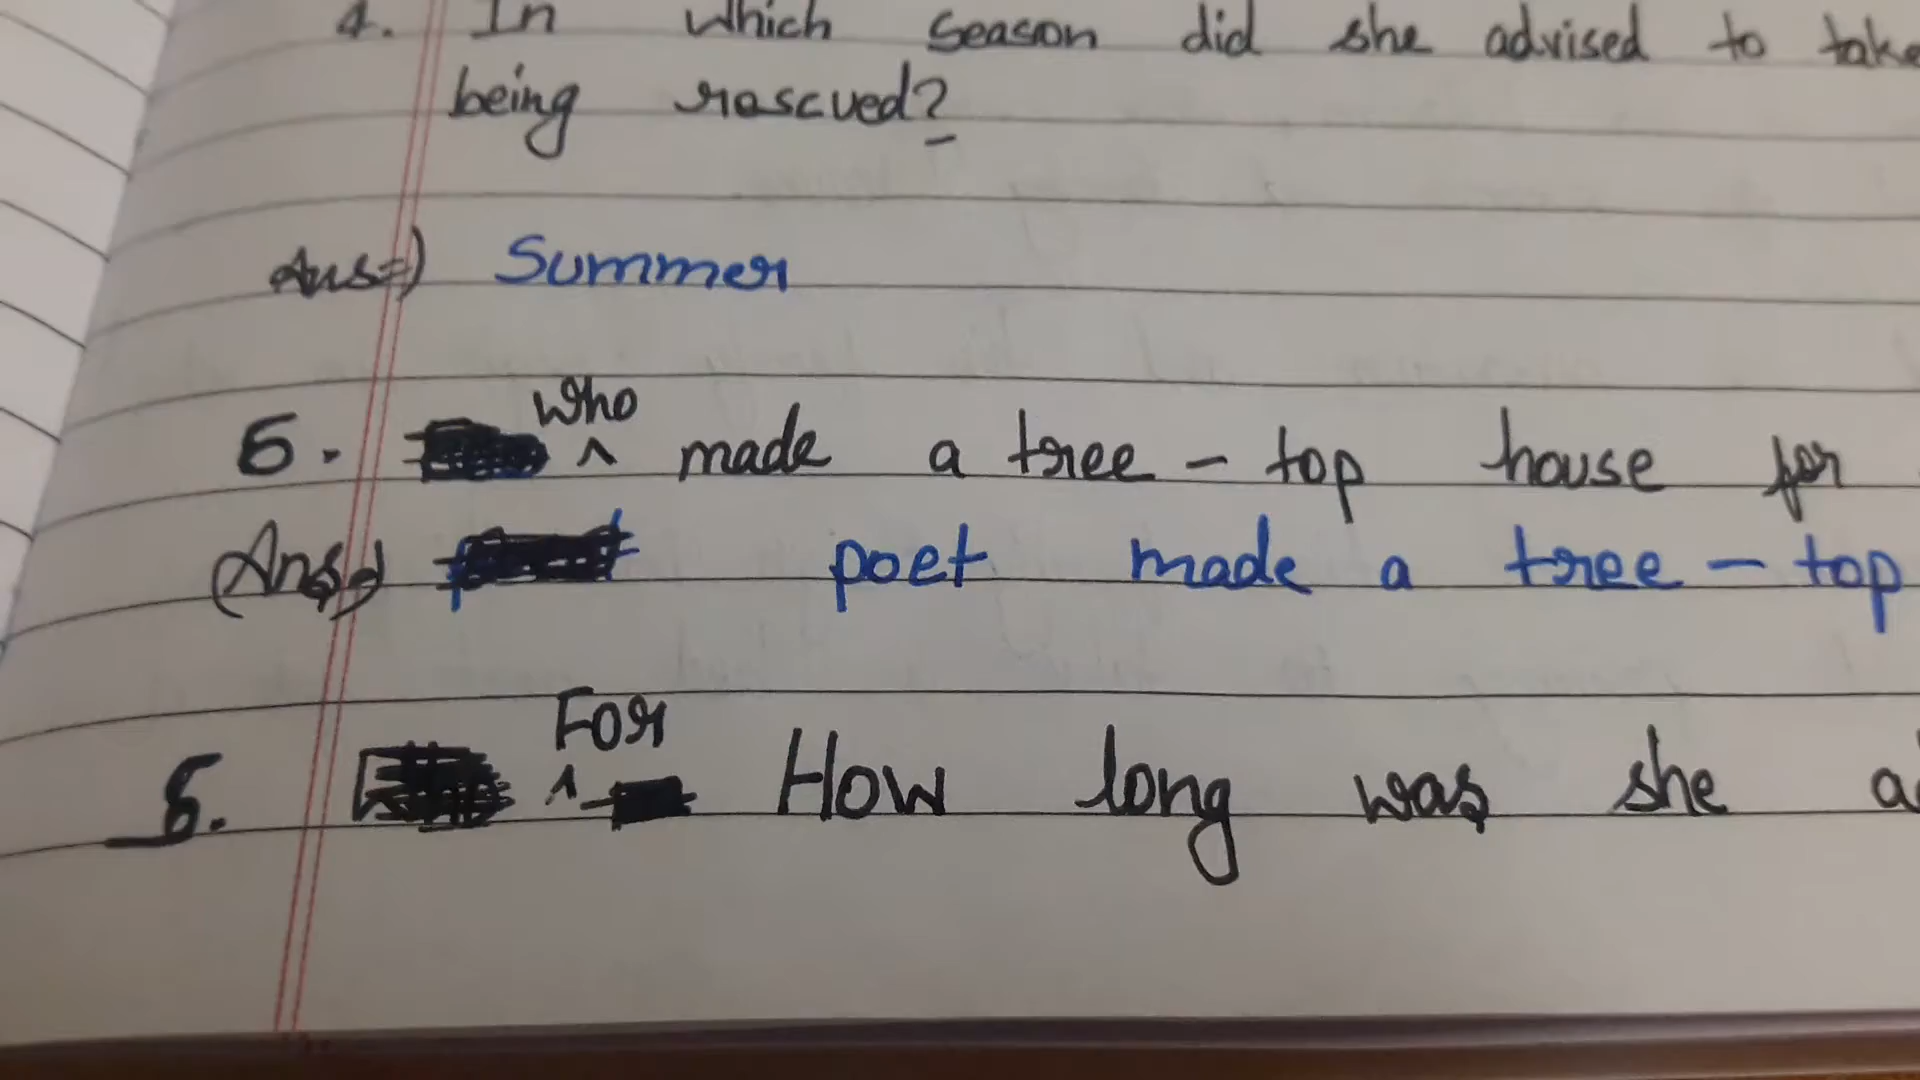 4. In which season did she advised to take
being rescued?
Ans=) Summer
5. Who made a tree - top house for
Ans=) poet made a tree - top
6. For How long was she